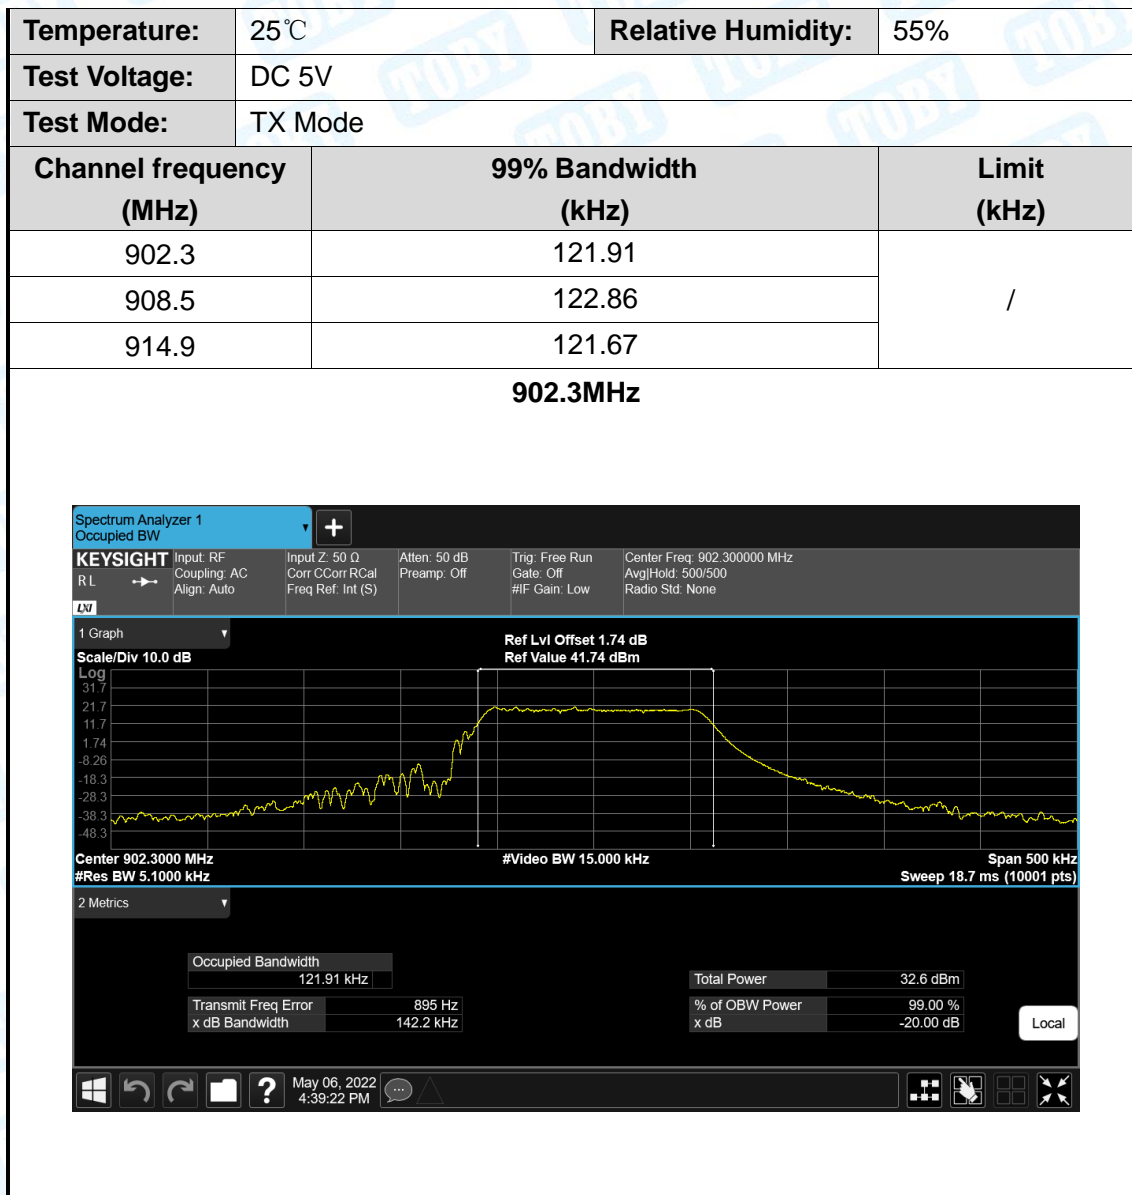 Temperature: 25℃ Relative Humidity: 55%
Test Voltage: DC 5V
Test Mode: TX Mode
Channel frequency (MHz) 99% Bandwidth (kHz) Limit (kHz)
902.3 121.91
908.5 122.86 /
914.9 121.67
902.3MHz
Spectrum Analyzer 1
Occupied BW
KEYSIGHT Input: RF Input Z: 50 Ω Atten: 50 dB Trig: Free Run Center Freq: 902.300000 MHz
R L Coupling: AC Corr CCorr RCal Preamp: Off Gate: Off Avg|Hold: 500/500
Align: Auto Freq Ref: Int (S) #IF Gain: Low Radio Std: None
LXI
1 Graph
Ref Lvl Offset 1.74 dB
Scale/Div 10.0 dB Ref Value 41.74 dBm
Log
31.7
21.7
11.7
1.74
-8.26
-18.3
-28.3
-38.3
-48.3
Center 902.3000 MHz #Video BW 15.000 kHz Span 500 kHz
#Res BW 5.1000 kHz Sweep 18.7 ms (10001 pts)
2 Metrics
Occupied Bandwidth
121.91 kHz Total Power 32.6 dBm
Transmit Freq Error 895 Hz % of OBW Power 99.00 %
x dB Bandwidth 142.2 kHz x dB -20.00 dB
Local
? May 06, 2022
4:39:22 PM
TOBY
TOBY
TOBY
TOBY
TOBY
TOBY